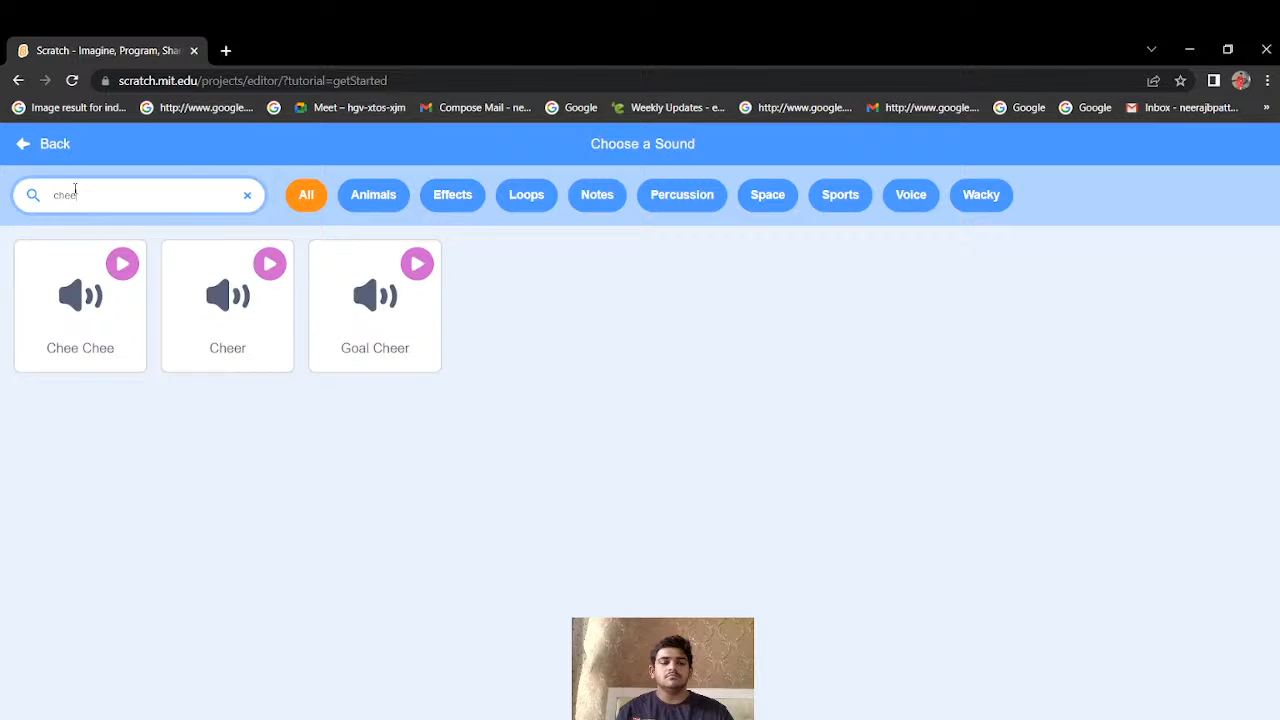 Scratch - Imagine, Program, Sha
scratch.mit.edu/projects/editor/?tutorial=getStarted
Image result for ind... http://www.google.... Meet – hgv-xtos-xjm Compose Mail - ne... Google Weekly Updates - e... http://www.google.... http://www.google.... Google Google Inbox - neerajbpatt... »
Back Choose a Sound
chee All Animals Effects Loops Notes Percussion Space Sports Voice Wacky
Chee Chee Cheer Goal Cheer